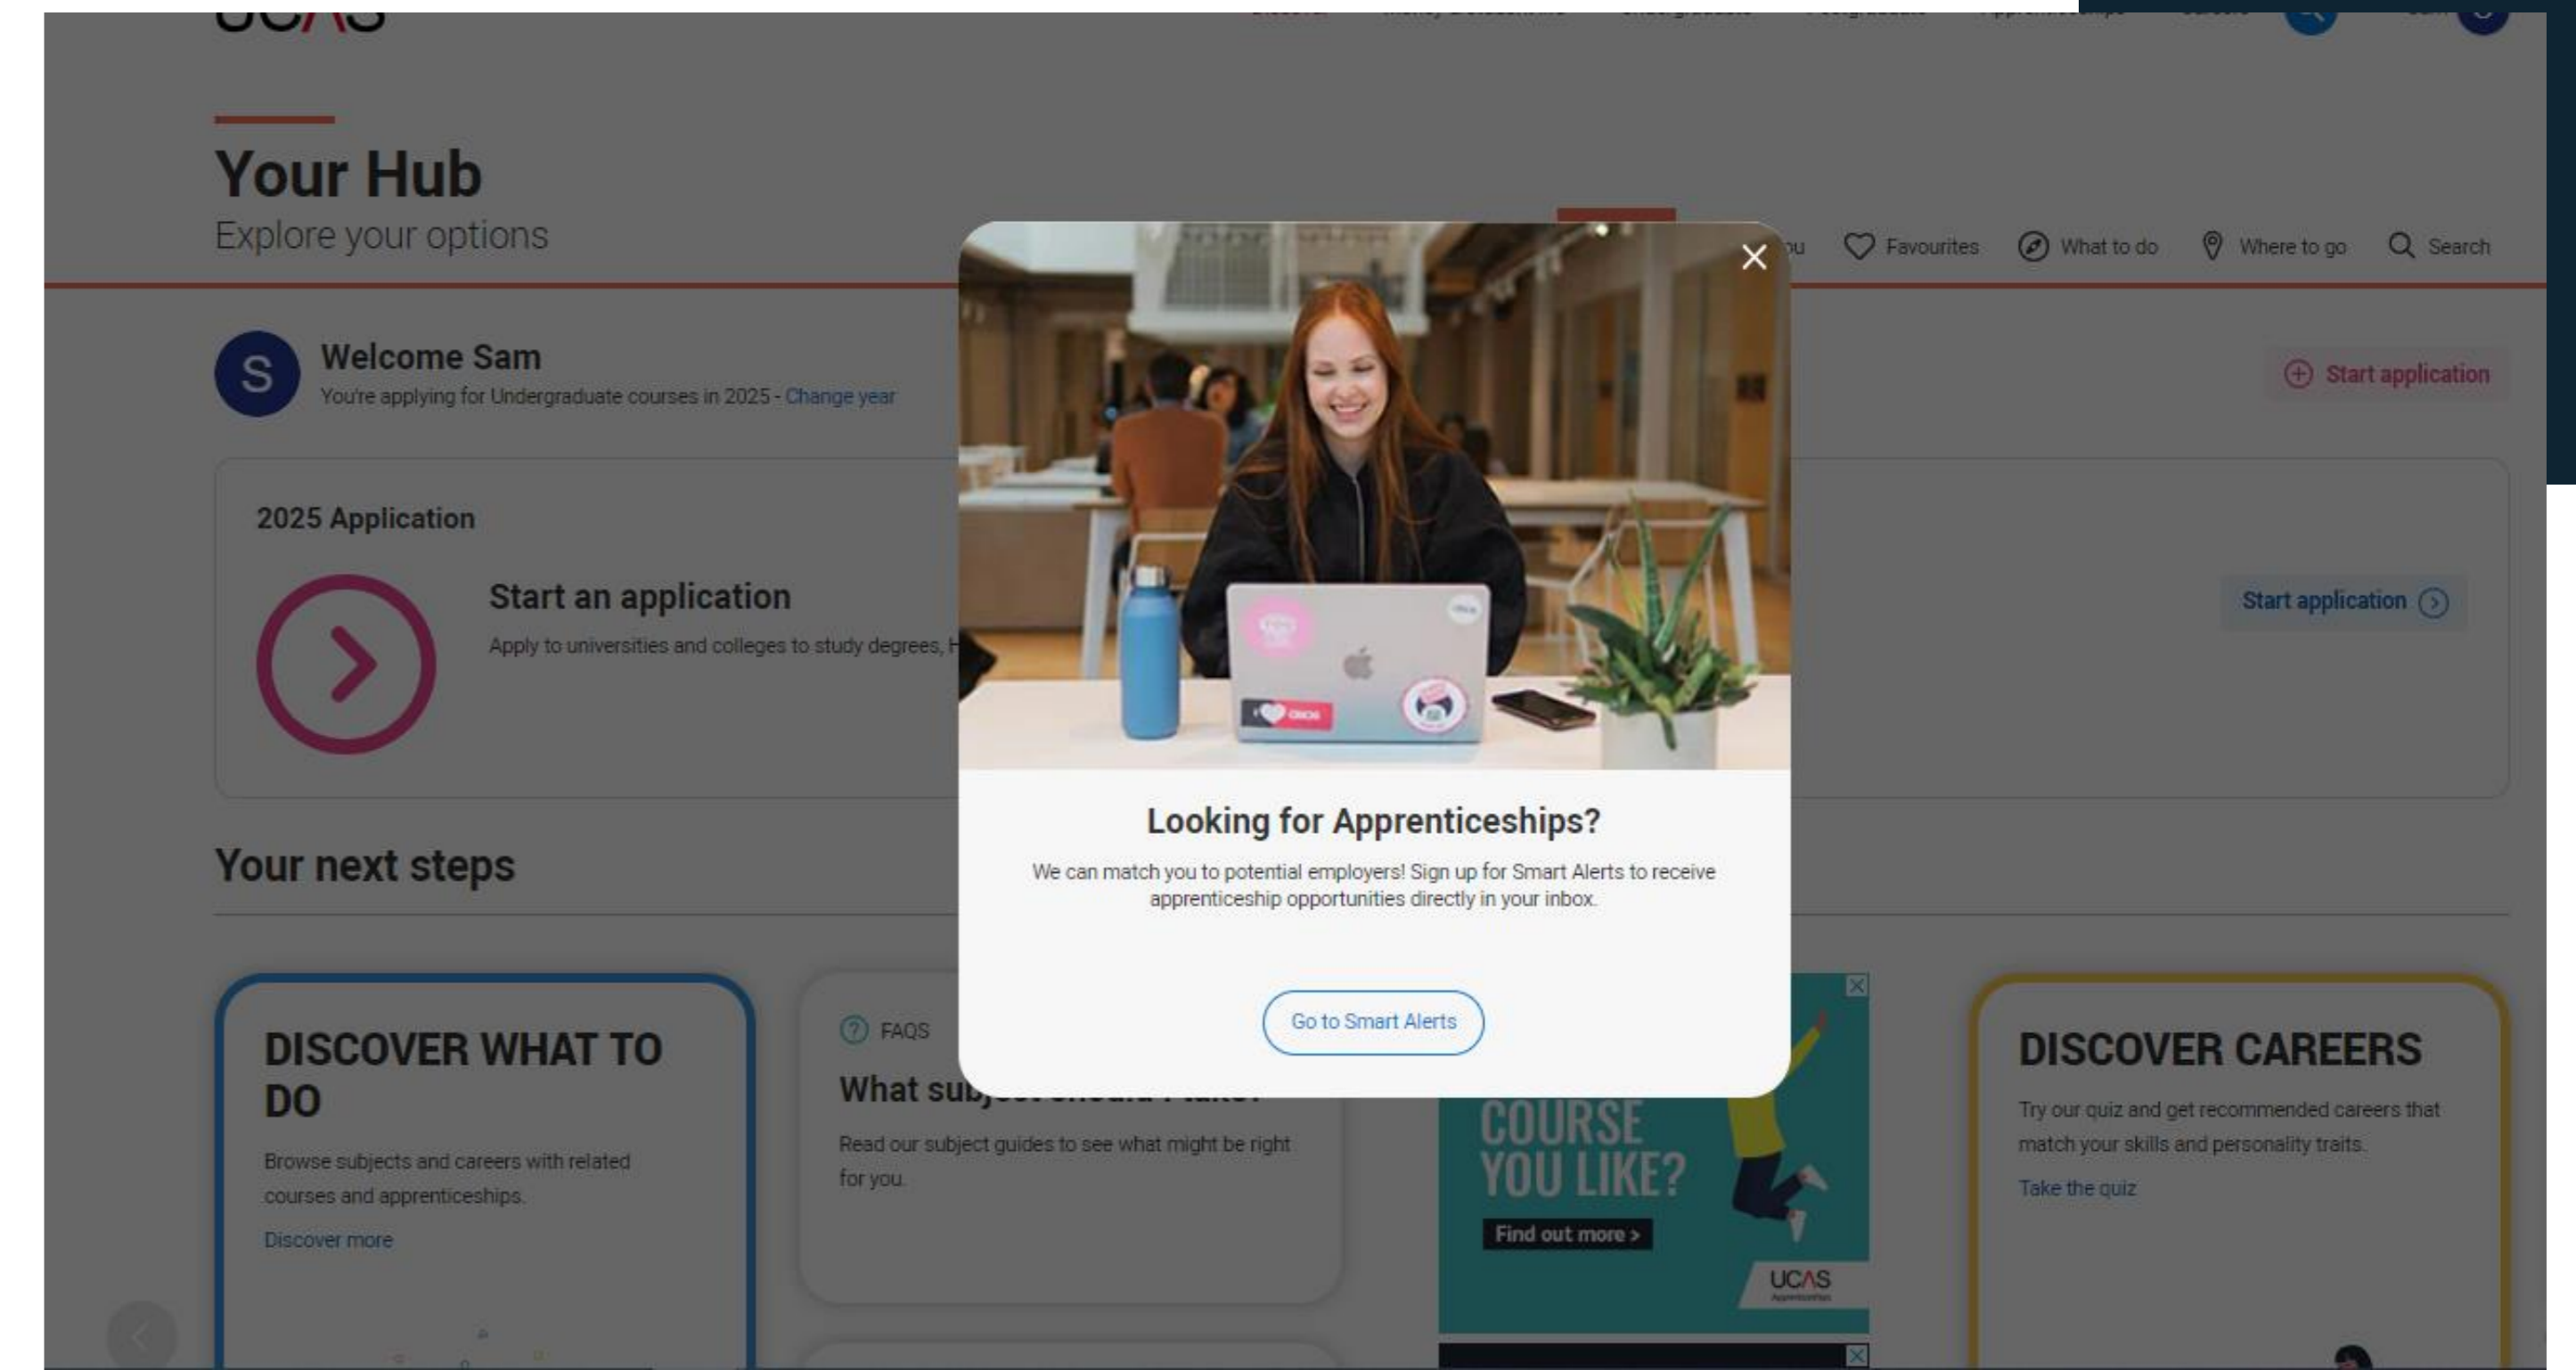 UCAS
Your Hub
Explore your options
Favourites
What to do
Where to go
Search
S
Welcome Sam
You're applying for Undergraduate courses in 2025 - Change year
Start application
2025 Application
Start an application
Apply to universities and colleges to study degrees,
Start application
Looking for Apprenticeships?
We can match you to potential employers! Sign up for Smart Alerts to receive
apprenticeship opportunities directly in your inbox.
Go to Smart Alerts
Your next steps
DISCOVER WHAT TO
DO
Browse subjects and careers with related
courses and apprenticeships.
Discover more
FAQS
What
Read our subject guides to see what might be right
for you.
COURSE
YOU LIKE?
Find out more >
UCAS
DISCOVER CAREERS
Try our quiz and get recommended careers that
match your skills and personality traits.
Take the quiz